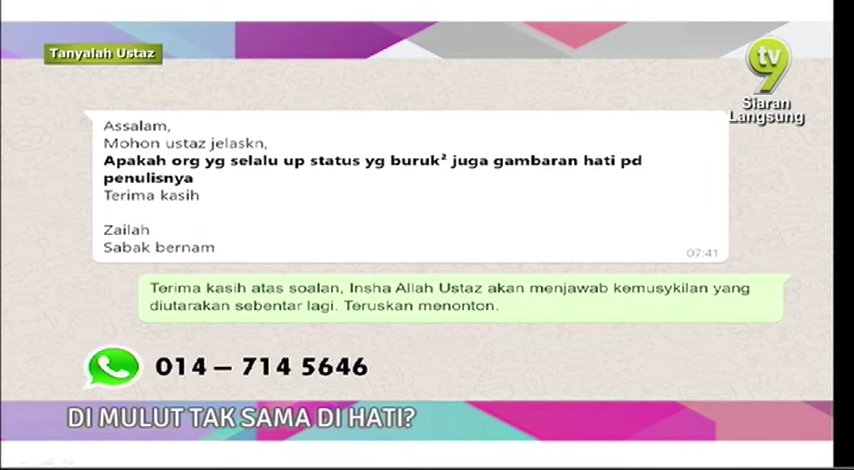 Tanyalah Ustaz
tv
9
Siaran
Langsung
Assalam,
Mohon ustaz jelaskn,
Apakah org yg selalu up status yg buruk² juga gambaran hati pd
penulisnya
Terima kasih
Zailah
Sabak bernam
07:41
Terima kasih atas soalan, Insha Allah Ustaz akan menjawab kemusykilan yang
diutarakan sebentar lagi. Teruskan menonton.
014 – 714 5646
DI MULUT TAK SAMA DI HATI?